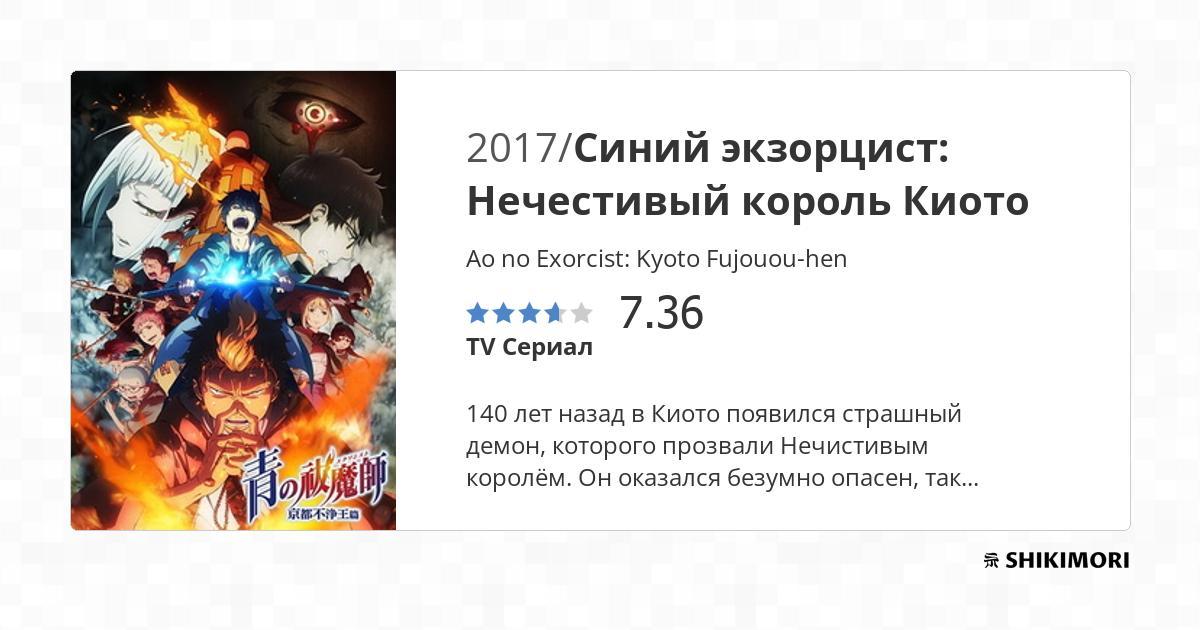 2017/Синий экзорцист:
Нечестивый король Киото
Ao no Exorcist: Kyoto Fujouou-hen
7.36
TV Сериал
140 лет назад в Киото появился страшный
демон, которого прозвали Нечистивым
королём. Он оказался безумно опасен, так...
青の祓魔師
京都不浄王篇
SHIKIMORI